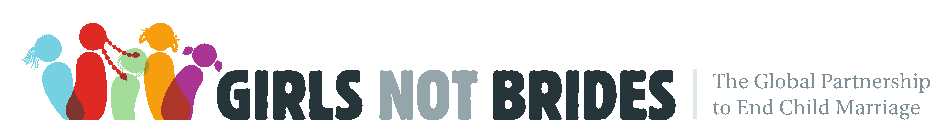 GIRLS NOT BRIDES
The Global Partnership
to End Child Marriage